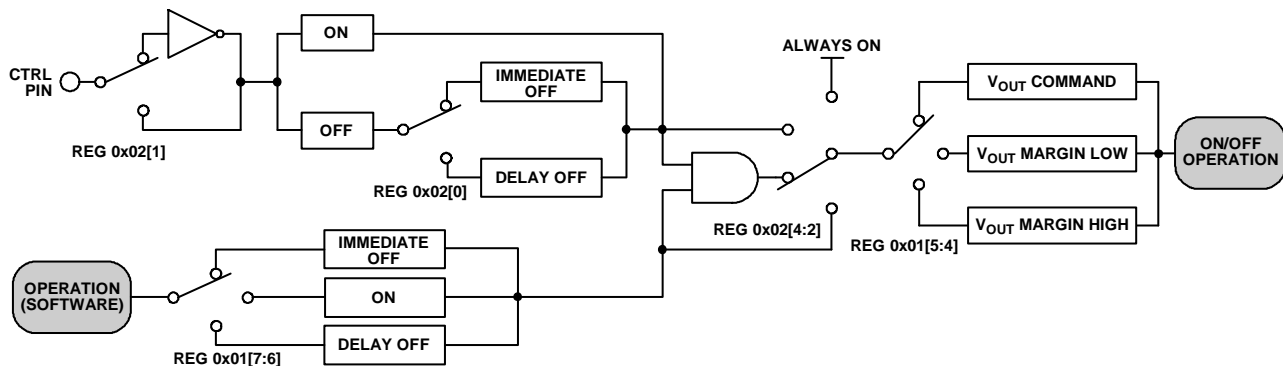 CTRL
PIN
REG 0x02[1]
ON
OFF
IMMEDIATE
OFF
DELAY OFF
REG 0x02[0]
ALWAYS ON
REG 0x02[4:2]
VOUT COMMAND
VOUT MARGIN LOW
VOUT MARGIN HIGH
REG 0x01[5:4]
ON/OFF
OPERATION
OPERATION
(SOFTWARE)
IMMEDIATE
OFF
ON
DELAY OFF
REG 0x01[7:6]